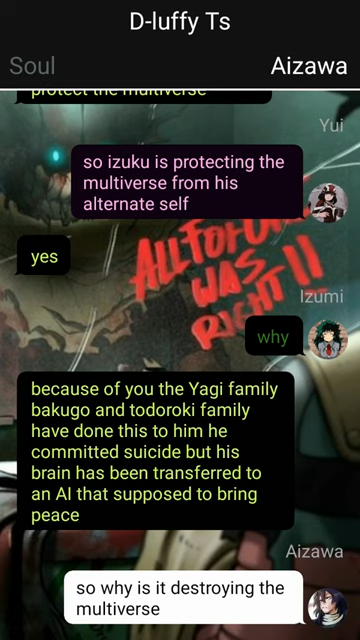 D-luffy Ts
Soul
Aizawa
protect the multiverse
Yui
so izuku is protecting the
multiverse from his
alternate self
yes
ALL FOR ONE
WAS
RIGHT !!
Izumi
why
because of you the Yagi family
bakugo and todoroki family
have done this to him he
committed suicide but his
brain has been transferred to
an AI that supposed to bring
peace
Aizawa
so why is it destroying the
multiverse